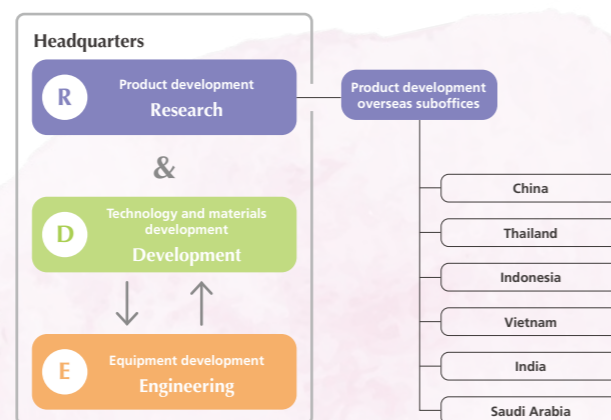 Headquarters
R
Product development
Research
&
D
Technology and materials
development
Development
E
Equipment development
Engineering
Product development
overseas suboffices
China
Thailand
Indonesia
Vietnam
India
Saudi Arabia